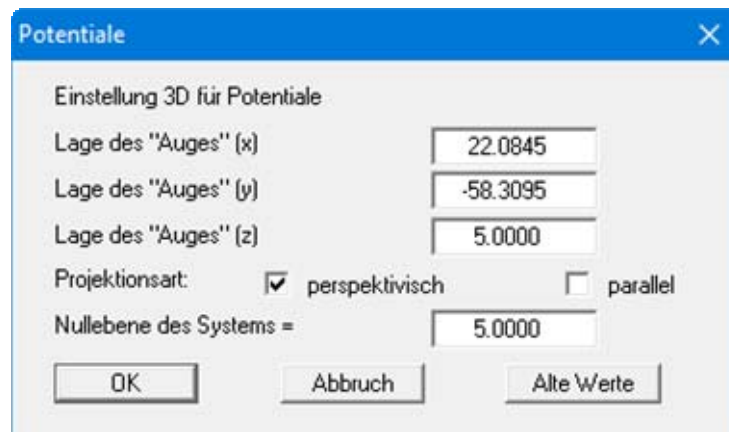 Potentiale
Einstellung 3D für Potentiale
Lage des "Auges" (x) 22.0845
Lage des "Auges" (y) -58.3095
Lage des "Auges" (z) 5.0000
Projektionsart: perspektivisch parallel
Nullebene des Systems = 5.0000
OK Abbruch Alte Werte